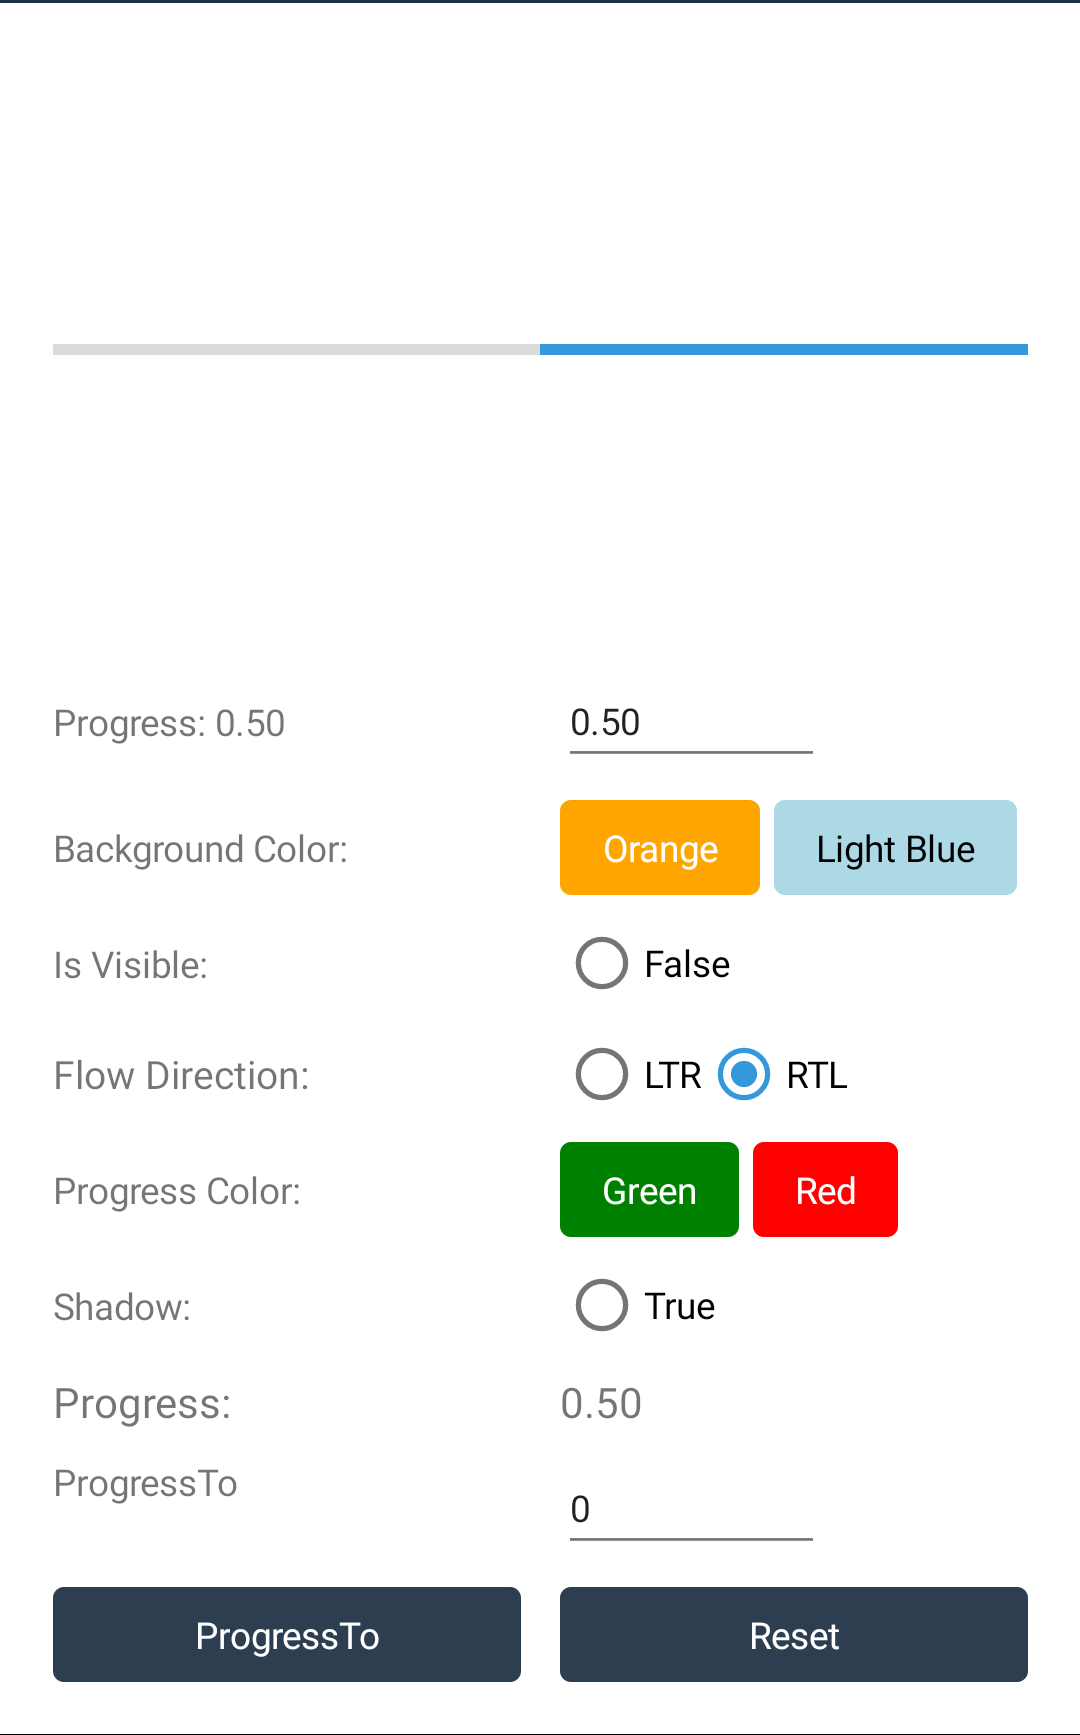 Progress: 0.50 0.50
Background Color: Orange Light Blue
Is Visible: False
Flow Direction: LTR RTL
Progress Color: Green Red
Shadow: True
Progress: 0.50
ProgressTo
0
ProgressTo Reset